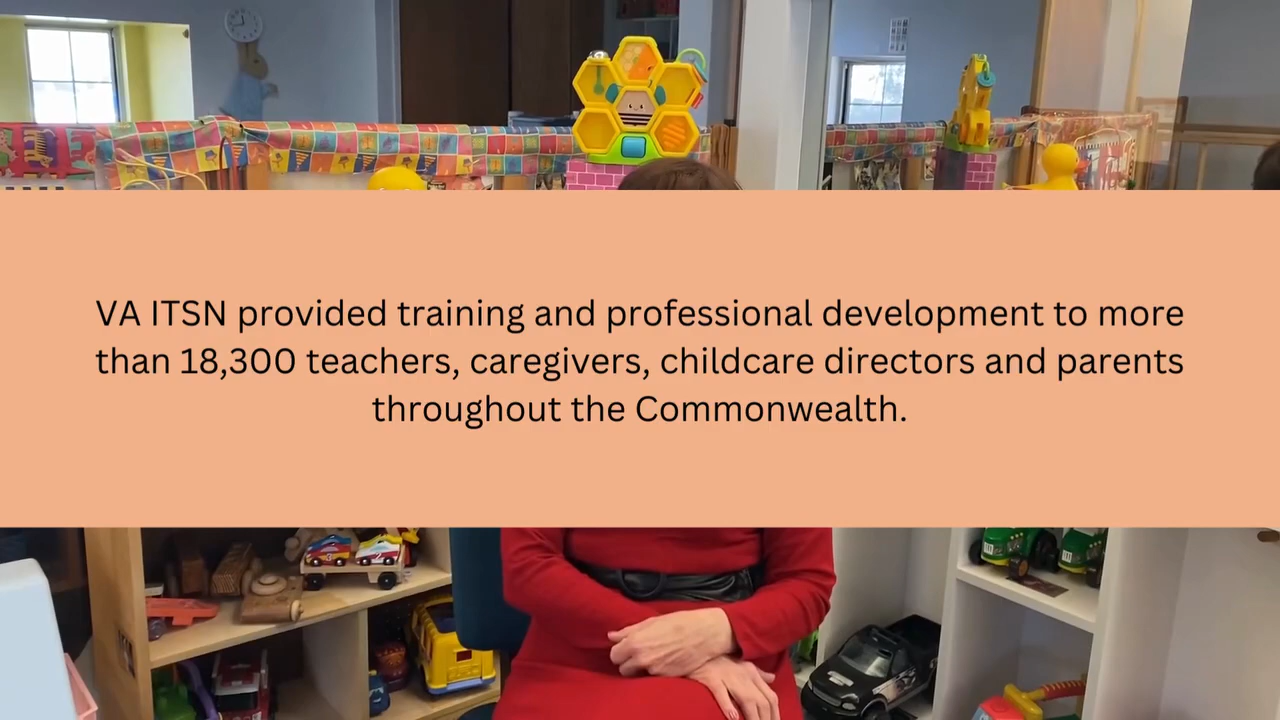 VA ITSN provided training and professional development to more
than 18,300 teachers, caregivers, childcare directors and parents
throughout the Commonwealth.